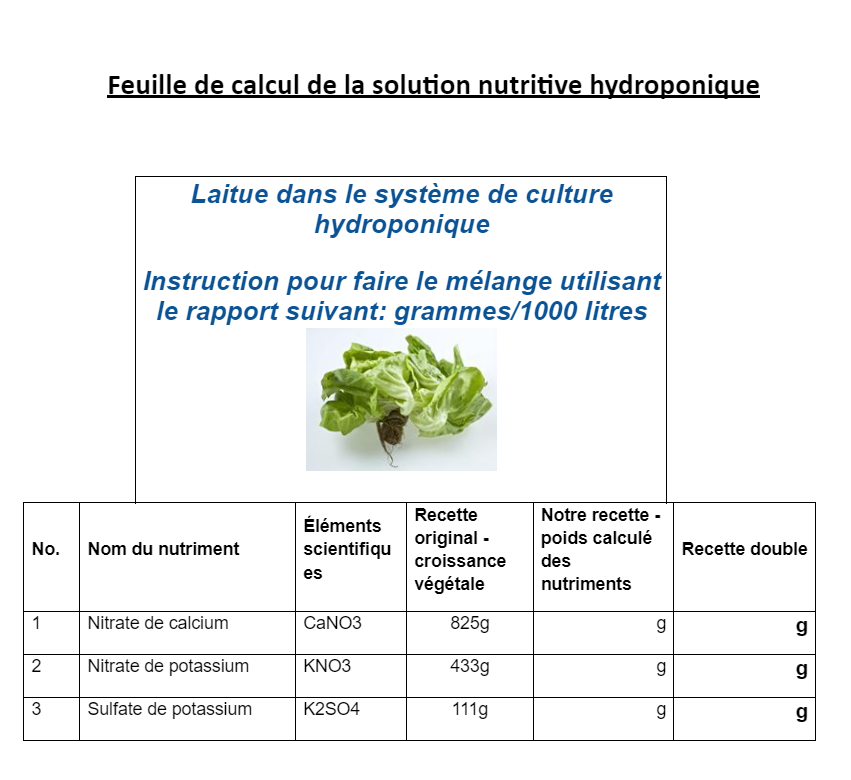 Feuille de calcul de la solution nutritive hydroponique
Laitue dans le système de culture
hydroponique
Instruction pour faire le mélange utilisant
le rapport suivant: grammes/1000 litres
No. Nom du nutriment Éléments scientifiqu es Recette original - croissance végétale Notre recette - poids calculé des nutriments Recette double
1 Nitrate de calcium CaNO3 825g g g
2 Nitrate de potassium KNO3 433g g g
3 Sulfate de potassium K2SO4 111g g g